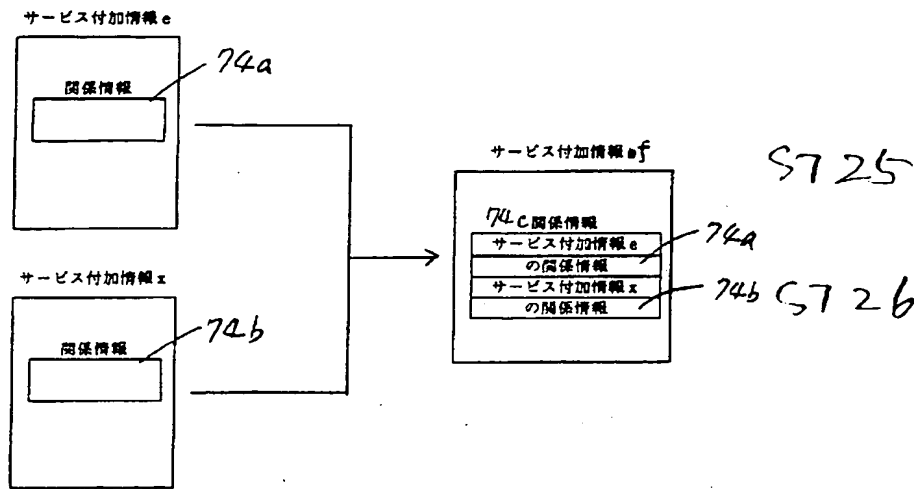 サービス付加情報e
74a
関係情報
サービス付加情報x
74b
関係情報
サービス付加情報ef
ST25
74c関係情報
サービス付加情報e
74a
の関係情報
サービス付加情報x
74b
ST26
の関係情報